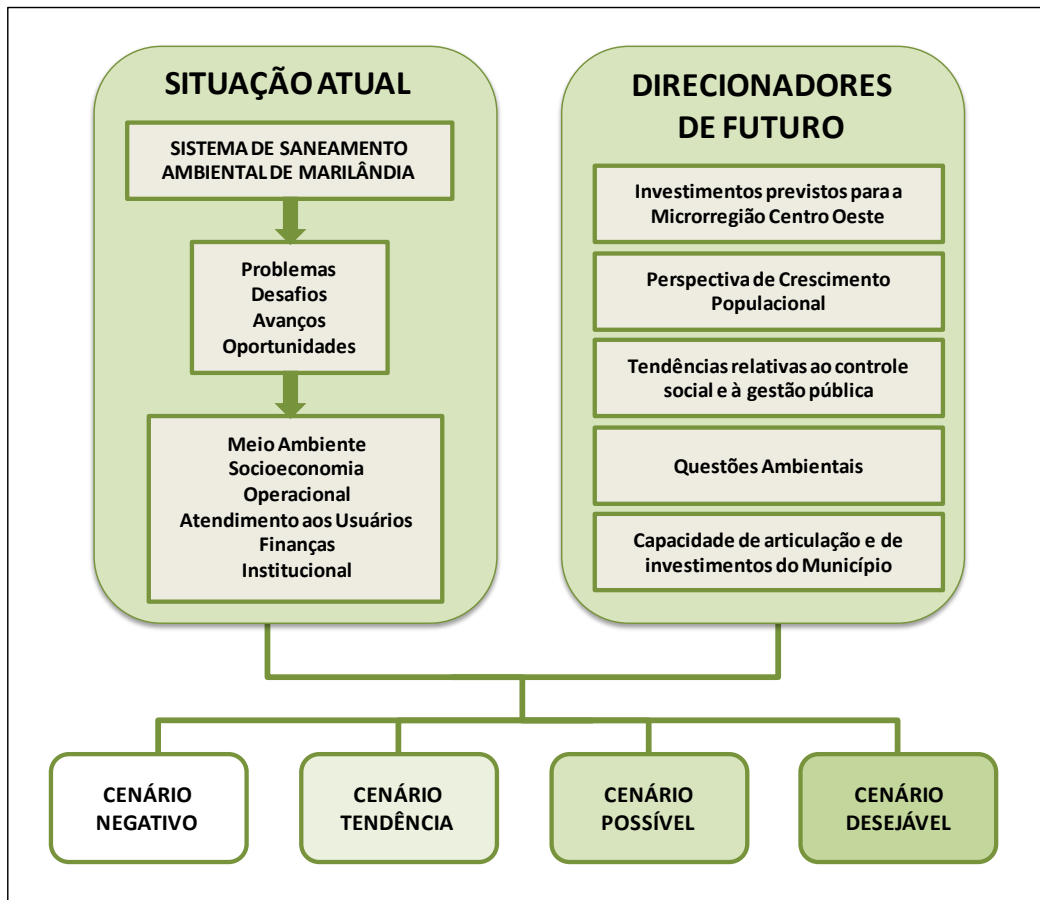 SITUAÇÃO ATUAL
SISTEMA DE SANEAMENTO
AMBIENTAL DE MARILÂNDIA
Problemas
Desafios
Avanços
Oportunidades
Meio Ambiente
Socioeconomia
Operacional
Atendimento aos Usuários
Finanças
Institucional
DIRECIONADORES
DE FUTURO
Investimentos previstos para a
Microrregião Centro Oeste
Perspectiva de Crescimento
Populacional
Tendências relativas ao controle
social e à gestão pública
Questões Ambientais
Capacidade de articulação e de
investimentos do Município
CENÁRIO
NEGATIVO
CENÁRIO
TENDÊNCIA
CENÁRIO
POSSÍVEL
CENÁRIO
DESEJÁVEL